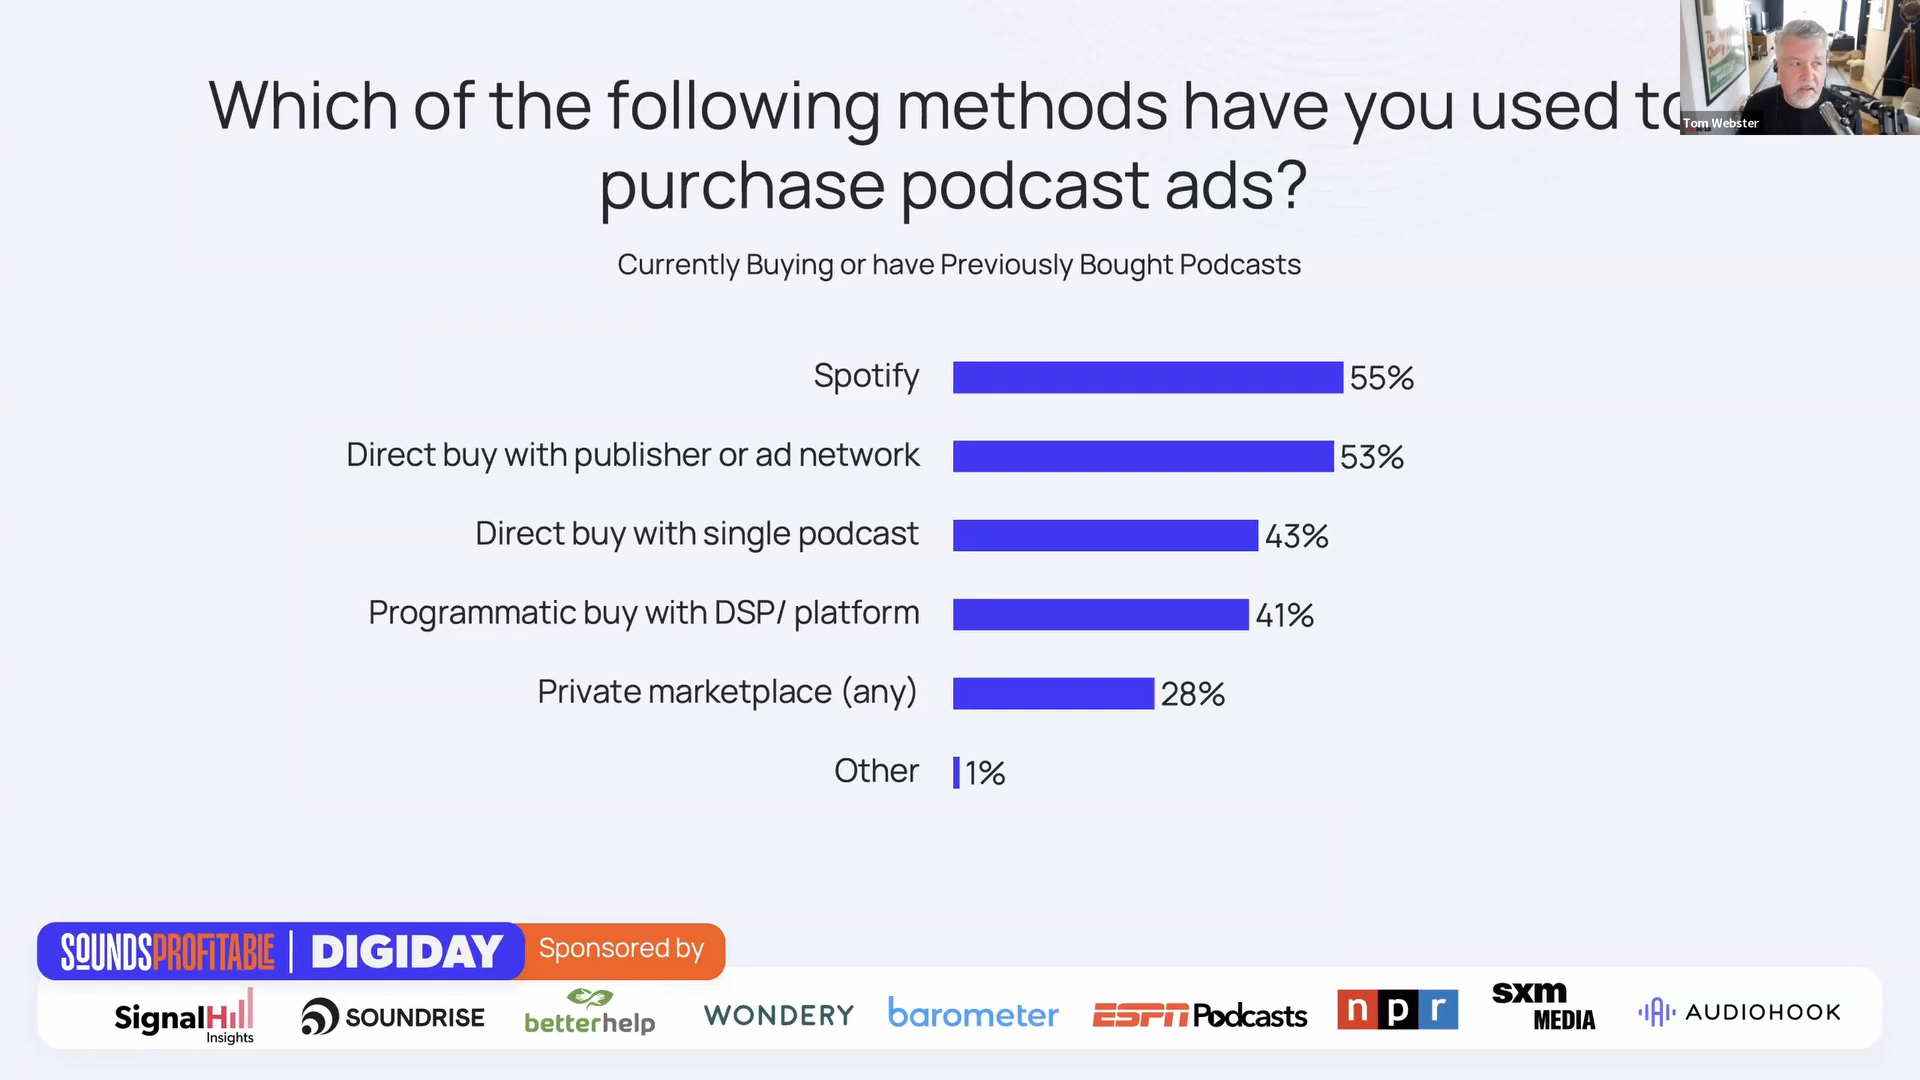 Which of the following methods have you used to
purchase podcast ads?
Tom Webster
Currently Buying or have Previously Bought Podcasts
Spotify 55%
Direct buy with publisher or ad network 53%
Direct buy with single podcast 43%
Programmatic buy with DSP/ platform 41%
Private marketplace (any) 28%
Other 1%
SOUNDSPROFITABLE | DIGIDAY Sponsored by
SignalHill Insights
SOUNDRISE
betterhelp
WONDERY
barometer
ESPN Podcasts
npr
sxm MEDIA
AUDIOHOOK